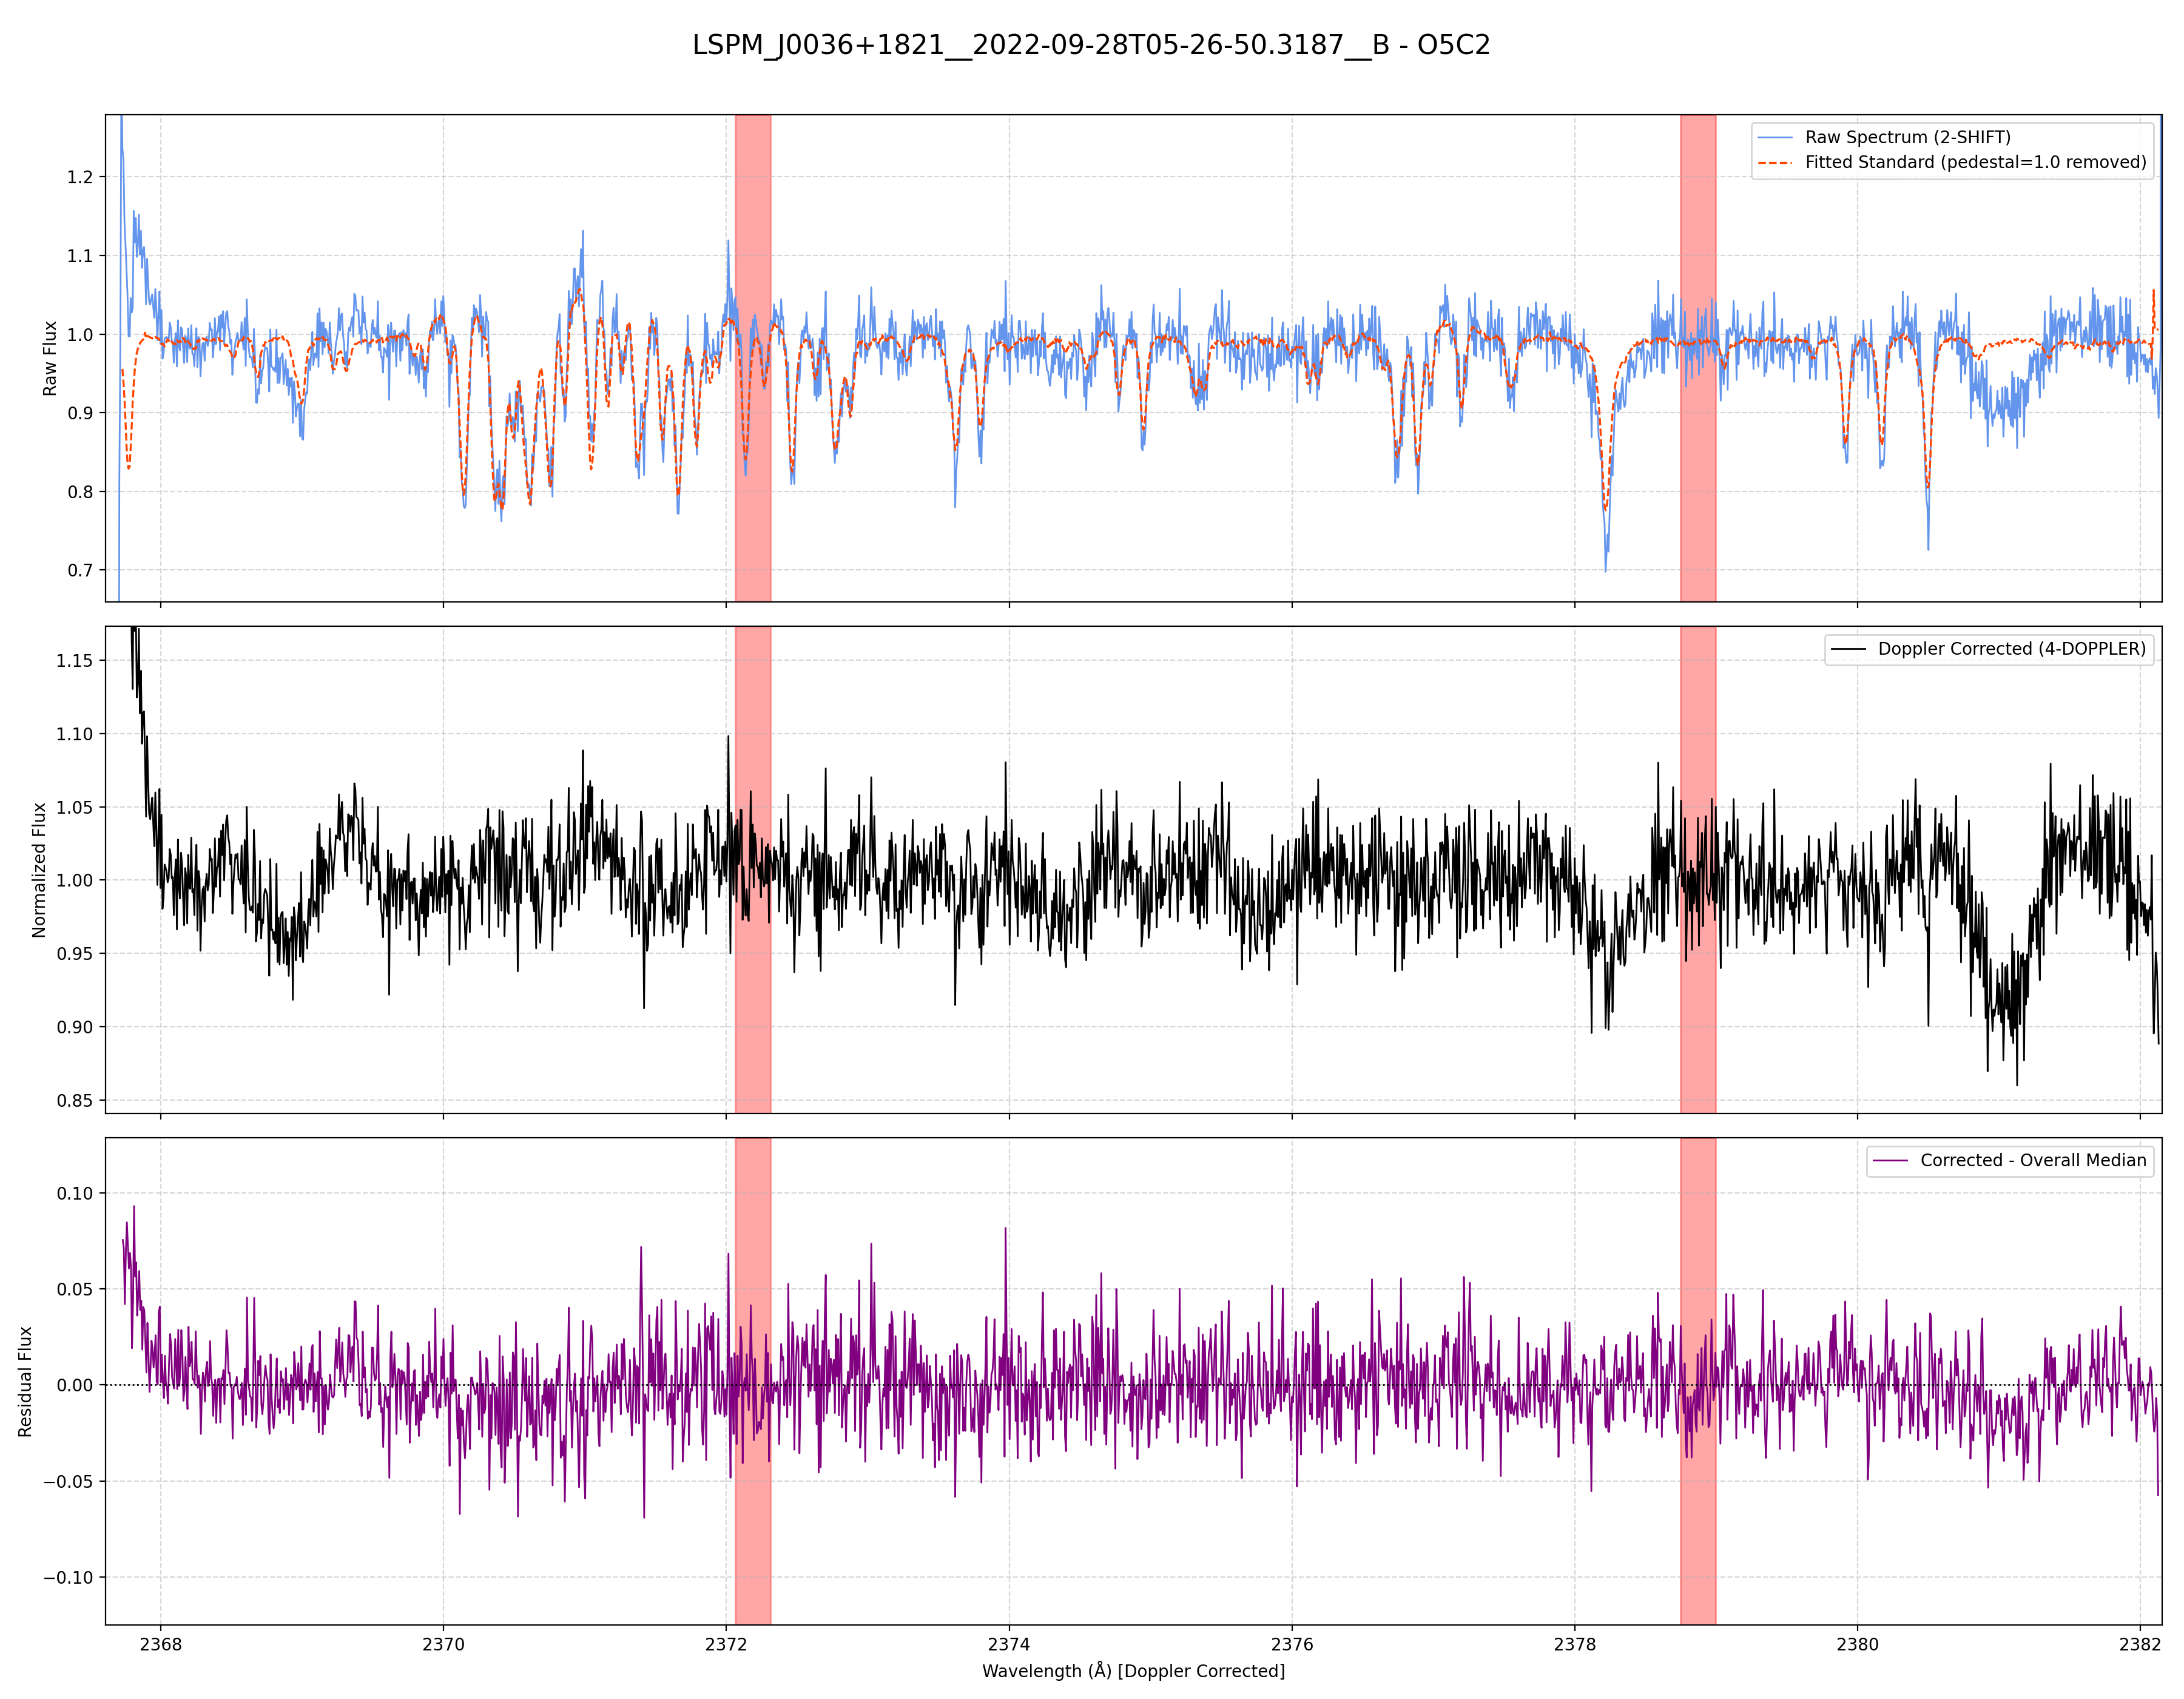 LSPM_J0036+1821__2022-09-28T05-26-50.3187__B - O5C2
Raw Spectrum (2-SHIFT)
Fitted Standard (pedestal=1.0 removed)
1.2
1.1
1.0
0.9
0.8
0.7
Raw Flux
Doppler Corrected (4-DOPPLER)
1.15
1.10
1.05
1.00
0.95
0.90
0.85
Normalized Flux
Corrected - Overall Median
0.10
0.05
0.00
−0.05
−0.10
Residual Flux
2368 2370 2372 2374 2376 2378 2380 2382
Wavelength (Å) [Doppler Corrected]